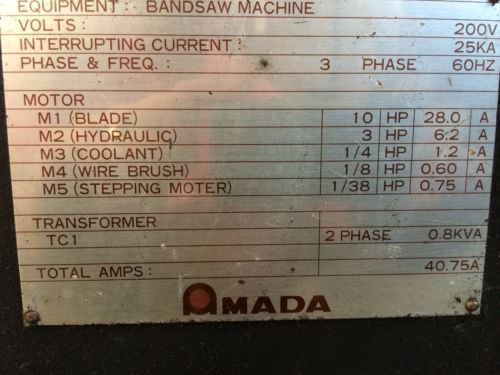 EQUIPMENT: BANDSAW MACHINE
VOLTS: 200V
INTERRUPTING CURRENT: 25KA
PHASE & FREQ.: 3 PHASE 60HZ
MOTOR
M1 (BLADE) 10 HP 28.0 A
M2 (HYDRAULIC) 3 HP 6.2 A
M3 (COOLANT) 1/4 HP 1.2 A
M4 (WIRE BRUSH) 1/8 HP 0.60 A
M5 (STEPPING MOTER) 1/38 HP 0.75 A
TRANSFORMER
TC1 2 PHASE 0.8KVA
TOTAL AMPS: 40.75A
AMADA